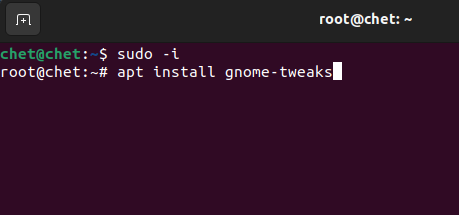 root@chet: ~
chet@chet:~$ sudo -i
root@chet:~# apt install gnome-tweaks